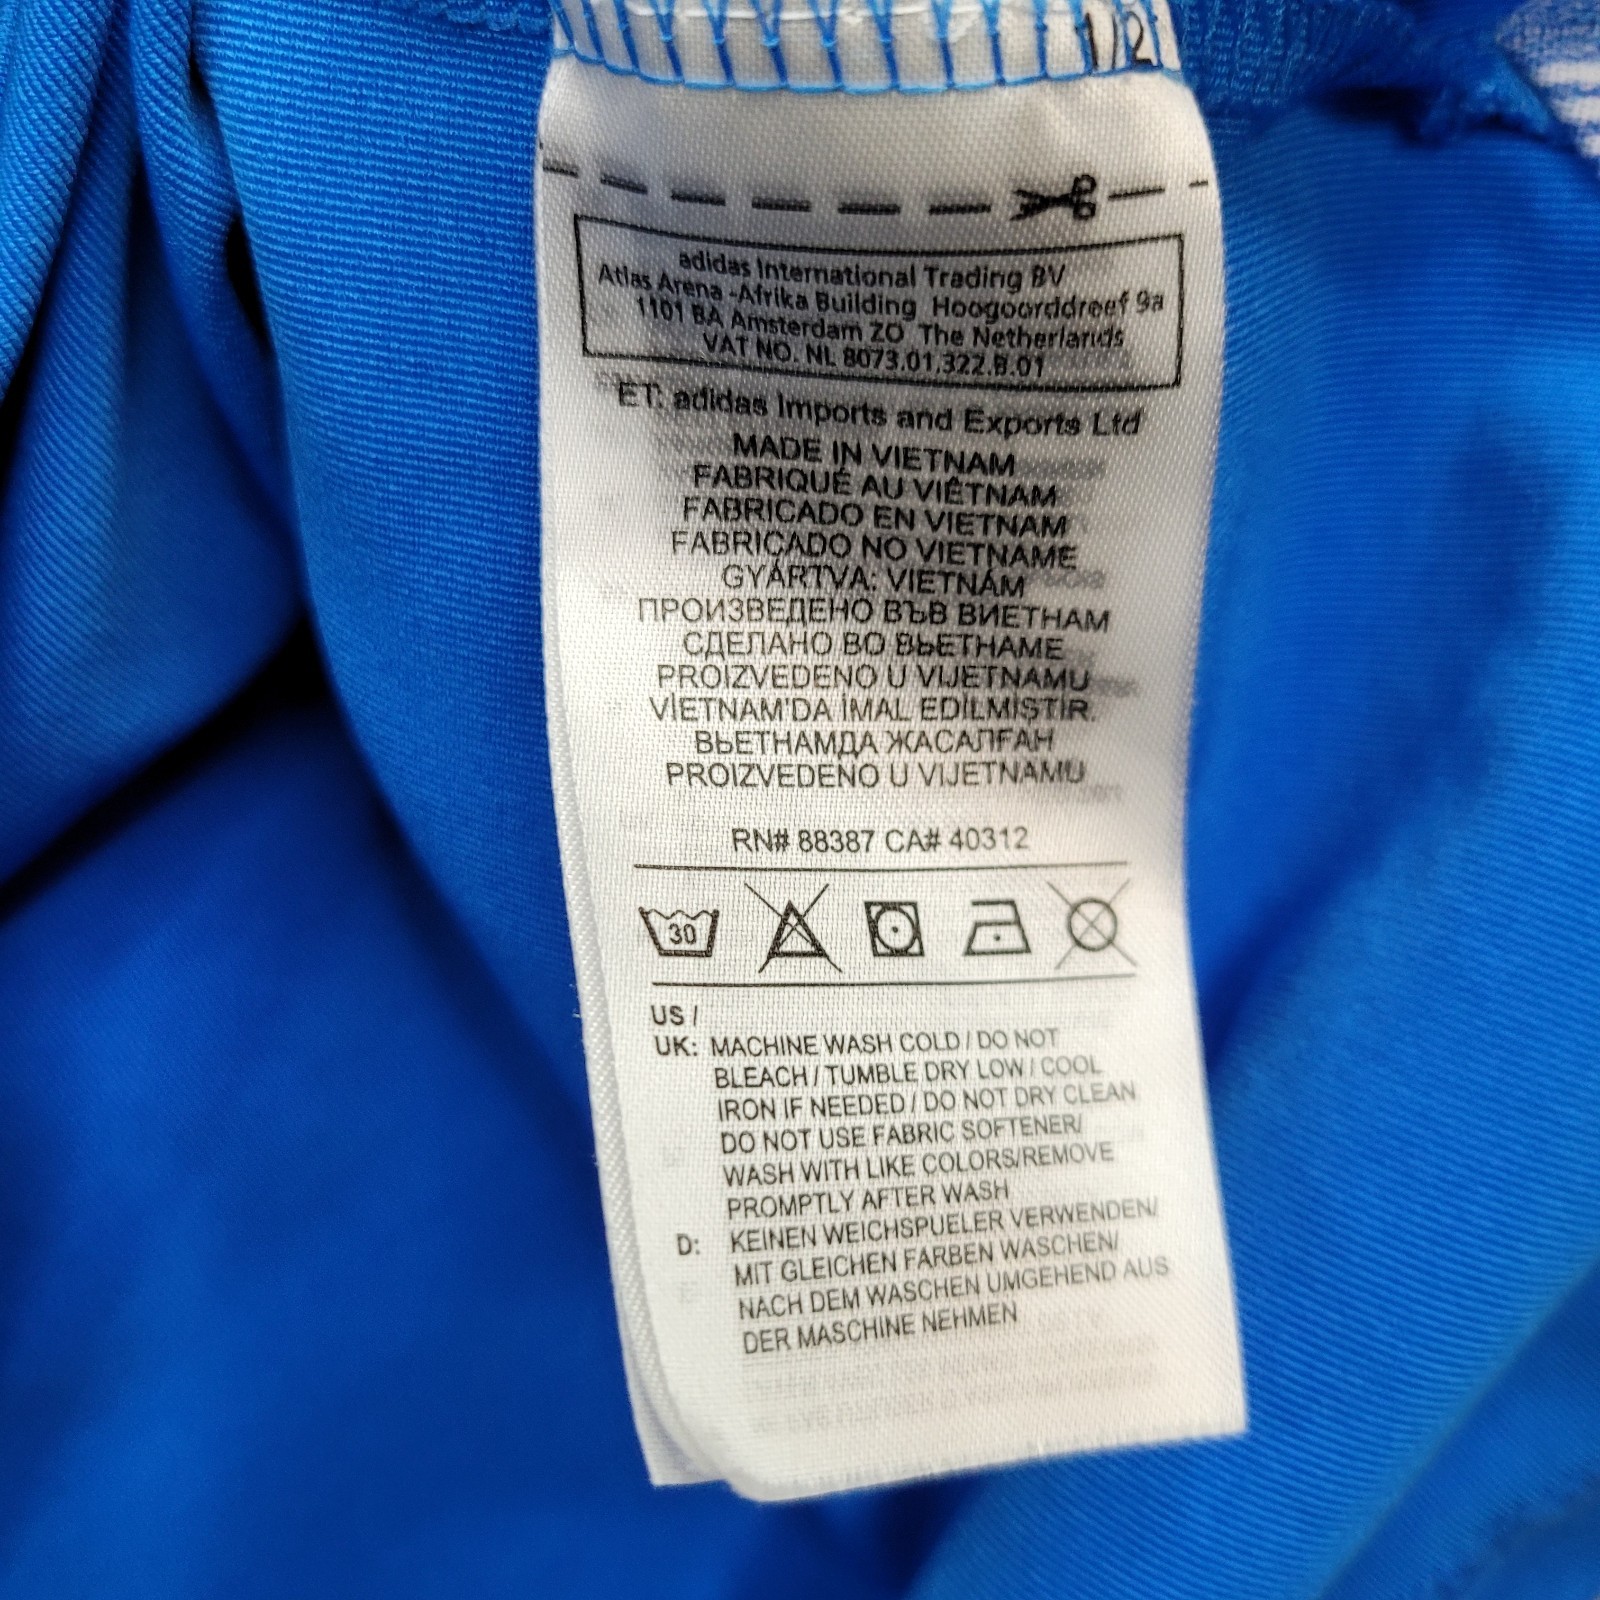 1/2
adidas International Trading BV
Atlas Arena -Afrika Building Hoogoorddreef 9a
1101 BA Amsterdam ZO The Netherlands
VAT NO. NL 8073.01.322.B.01
ET: adidas Imports and Exports Ltd
MADE IN VIETNAM
FABRIQUÉ AU VIÊTNAM
FABRICADO EN VIETNAM
FABRICADO NO VIETNAME
GYÁRTVA: VIETNÁM
ПРОИЗВЕДЕНО ВЪВ ВИЕТНАМ
СДЕЛАНО ВО ВЬЕТНАМЕ
PROIZVEDENO U VIJETNAMU
VİETNAM'DA İMAL EDİLMİSTİR.
ВЬЕТНАМДА ЖАСАЛҒАН
PROIZVEDENO U VIJETNAMU
RN# 88387 CA# 40312
30
US /
UK: MACHINE WASH COLD / DO NOT
BLEACH / TUMBLE DRY LOW / COOL
IRON IF NEEDED / DO NOT DRY CLEAN
DO NOT USE FABRIC SOFTENER/
WASH WITH LIKE COLORS/REMOVE
PROMPTLY AFTER WASH
D: KEINEN WEICHSPUELER VERWENDEN/
MIT GLEICHEN FARBEN WASCHEN/
NACH DEM WASCHEN UMGEHEND AUS
DER MASCHINE NEHMEN